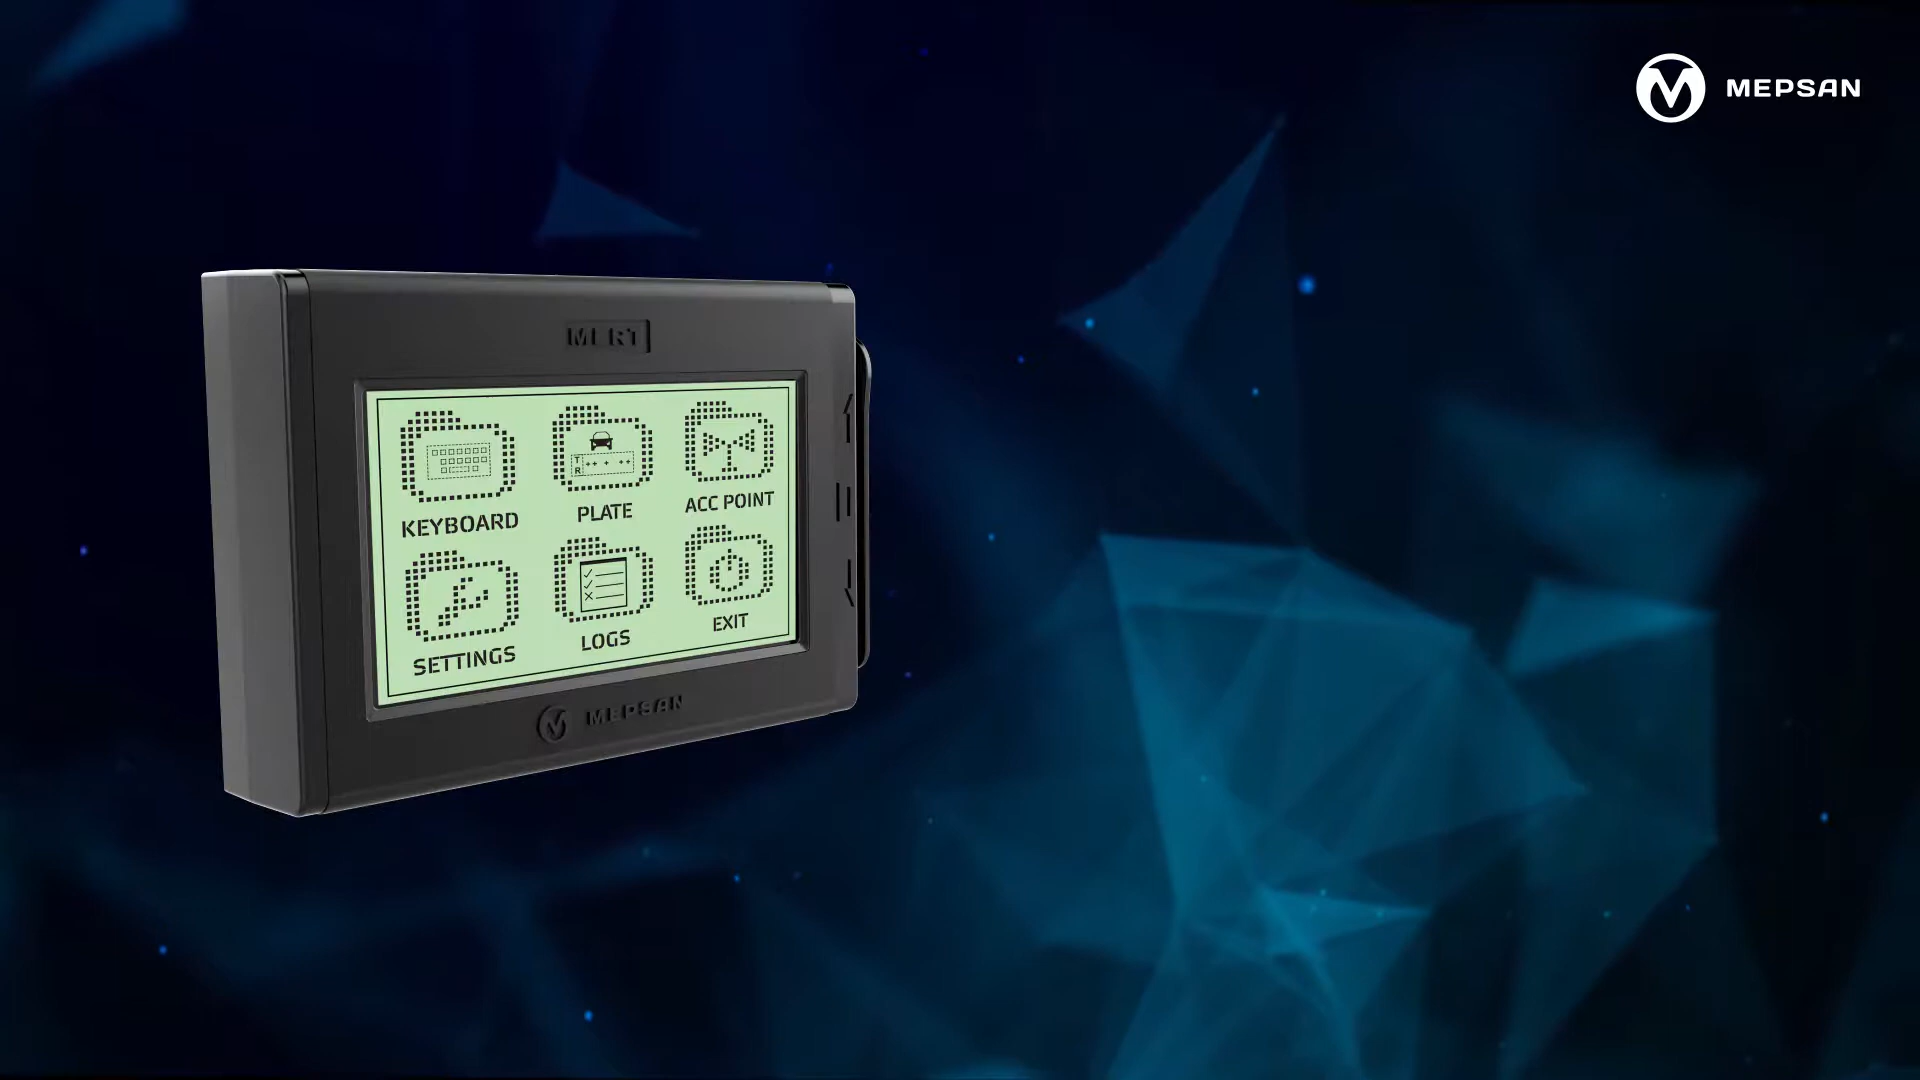 MEPSAN
MERT
KEYBOARD
PLATE
T
R
ACC POINT
SETTINGS
LOGS
EXIT
MEPSAN